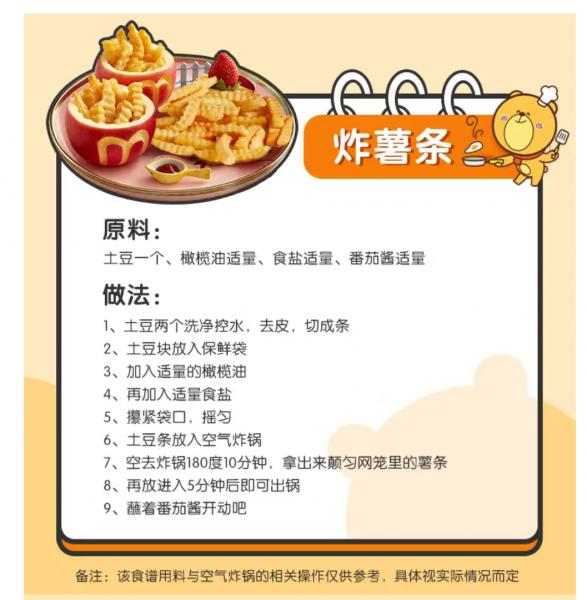 炸薯条
原料：
土豆一个、橄榄油适量、食盐适量、番茄酱适量
做法：
1、土豆两个洗净控水，去皮，切成条
2、土豆块放入保鲜袋
3、加入适量的橄榄油
4、再加入适量食盐
5、攥紧袋口，摇匀
6、土豆条放入空气炸锅
7、空去炸锅180度10分钟，拿出来颠匀网笼里的薯条
8、再放进入5分钟后即可出锅
9、蘸着番茄酱开动吧
备注：该食谱用料与空气炸锅的相关操作仅供参考，具体视实际情况而定